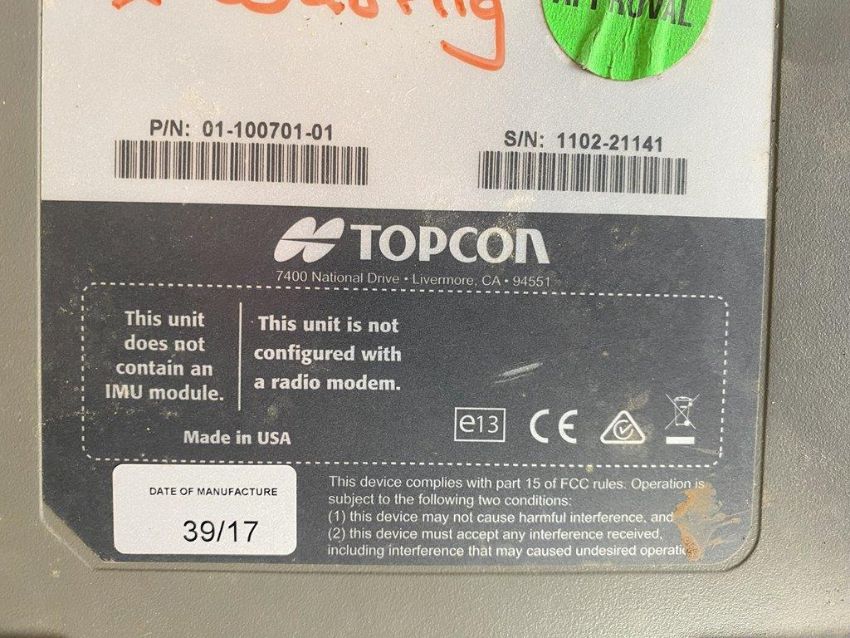 APPROVAL
P/N: 01-100701-01
S/N: 1102-21141
TOPCON
7400 National Drive • Livermore, CA • 94551
This unit
does not
contain an
IMU module.
This unit is not
configured with
a radio modem.
e13 CE
Made in USA
DATE OF MANUFACTURE
39/17
This device complies with part 15 of FCC rules. Operation is
subject to the following two conditions:
(1) this device may not cause harmful interference, and
(2) this device must accept any interference received,
including interference that may caused undesired operation